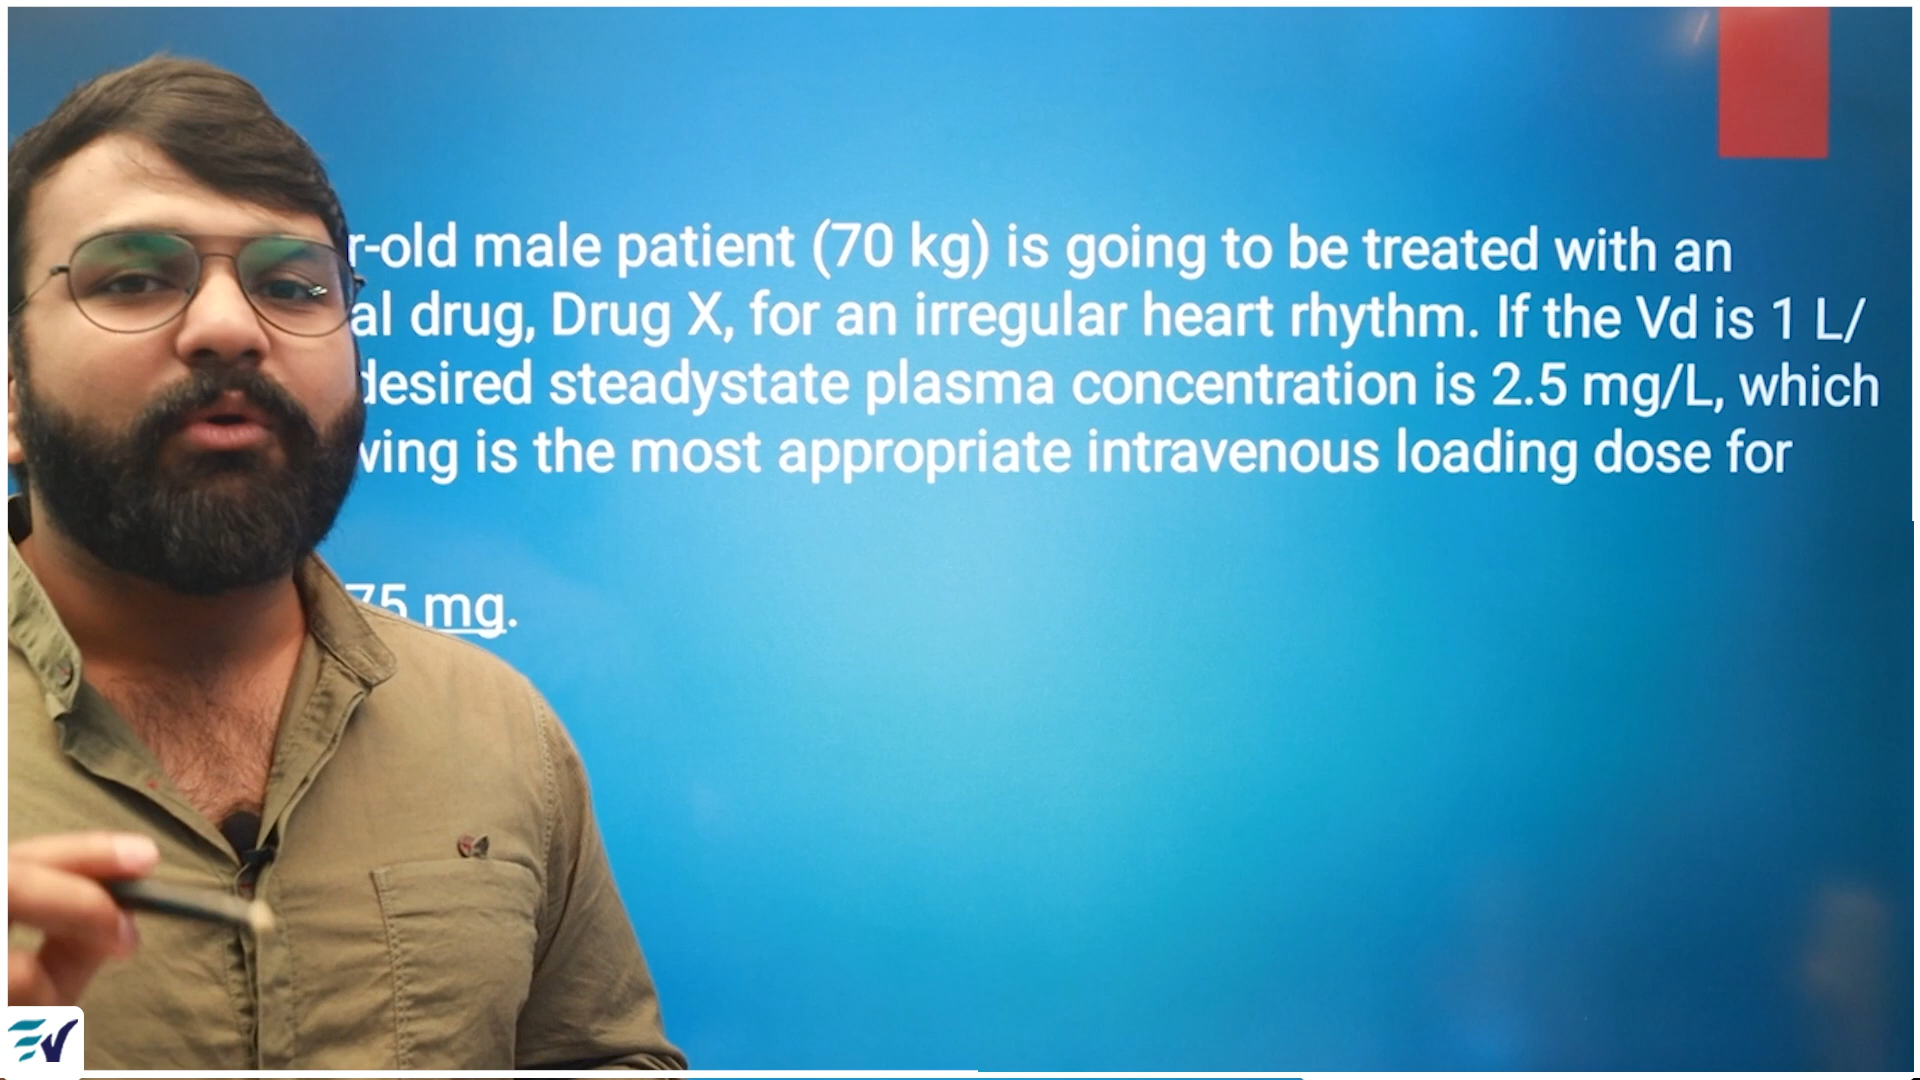 r-old male patient (70 kg) is going to be treated with an
al drug, Drug X, for an irregular heart rhythm. If the Vd is 1 L/
desired steadystate plasma concentration is 2.5 mg/L, which
wing is the most appropriate intravenous loading dose for
75 mg.